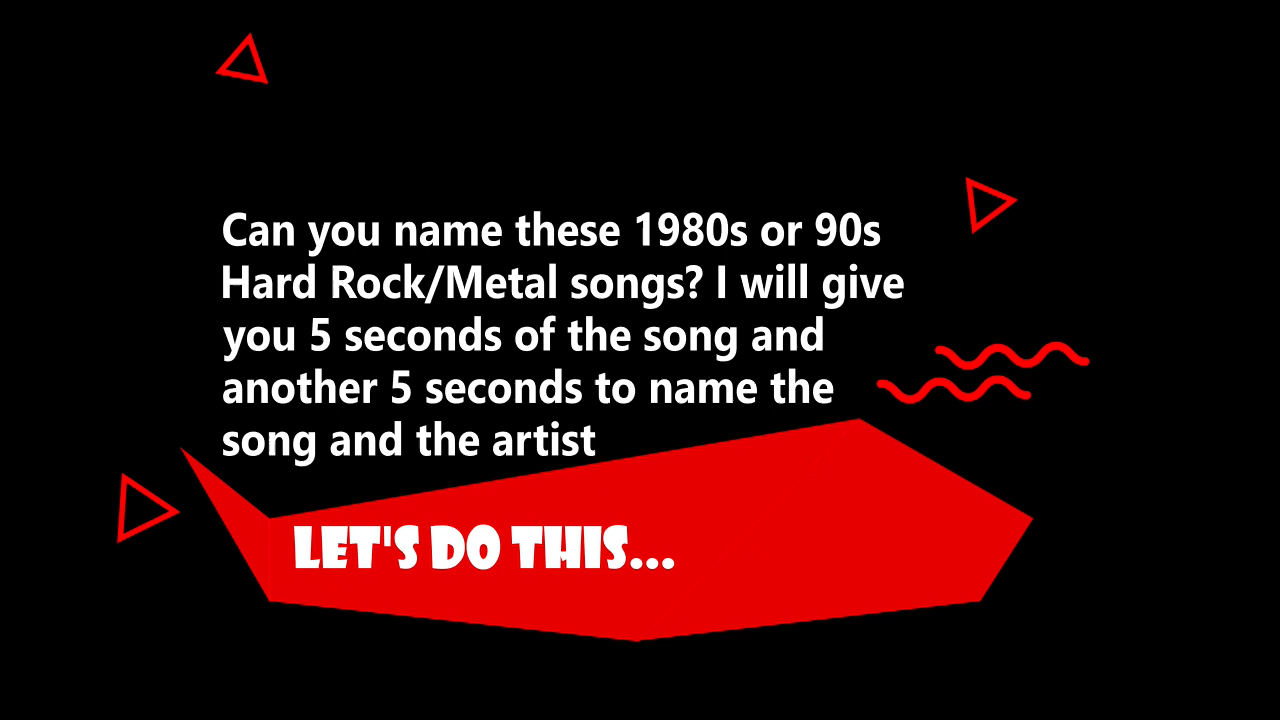 Can you name these 1980s or 90s
Hard Rock/Metal songs? I will give
you 5 seconds of the song and
another 5 seconds to name the
song and the artist
LET'S DO THIS...